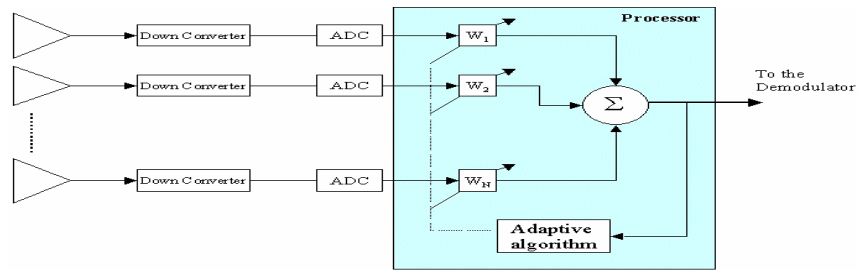 Processor
Down Converter
ADC
W1
Down Converter
ADC
W2
Σ
To the
Demodulator
Down Converter
ADC
WN
Adaptive
algorithm